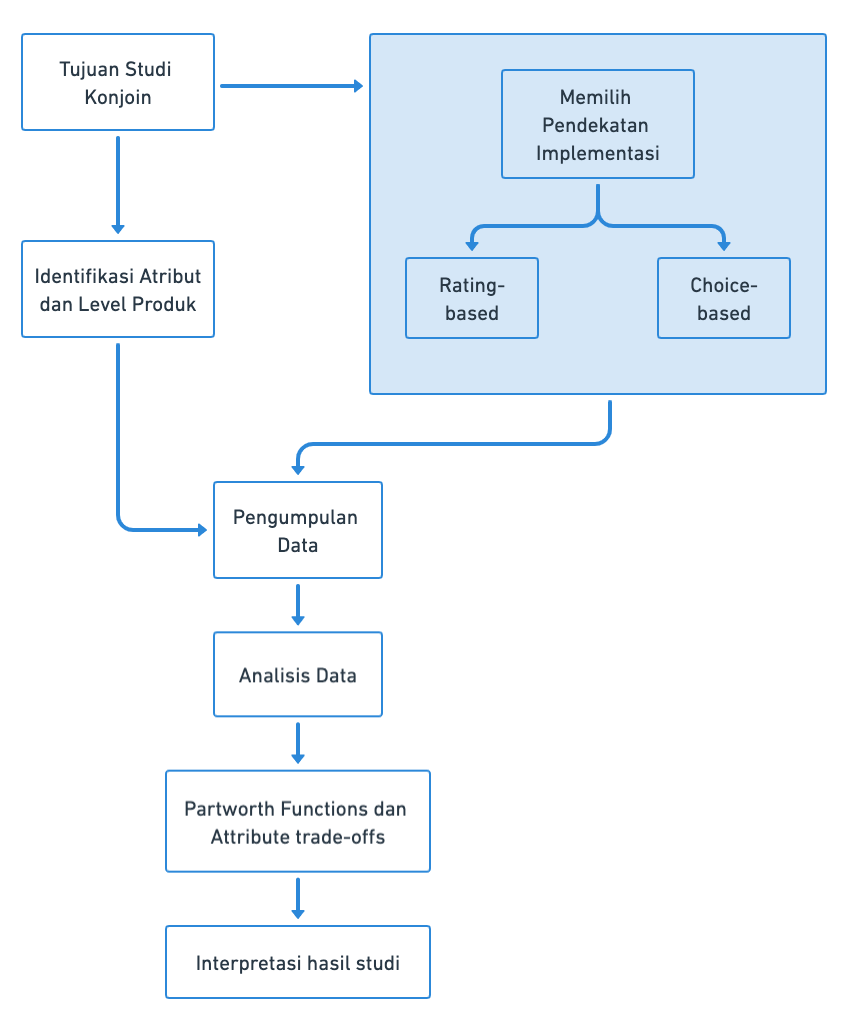 Tujuan Studi
Konjoin
Memilih
Pendekatan
Implementasi
Identifikasi Atribut
dan Level Produk
Rating-
based
Choice-
based
Pengumpulan
Data
Analisis Data
Partworth Functions dan
Attribute trade-offs
Interpretasi hasil studi